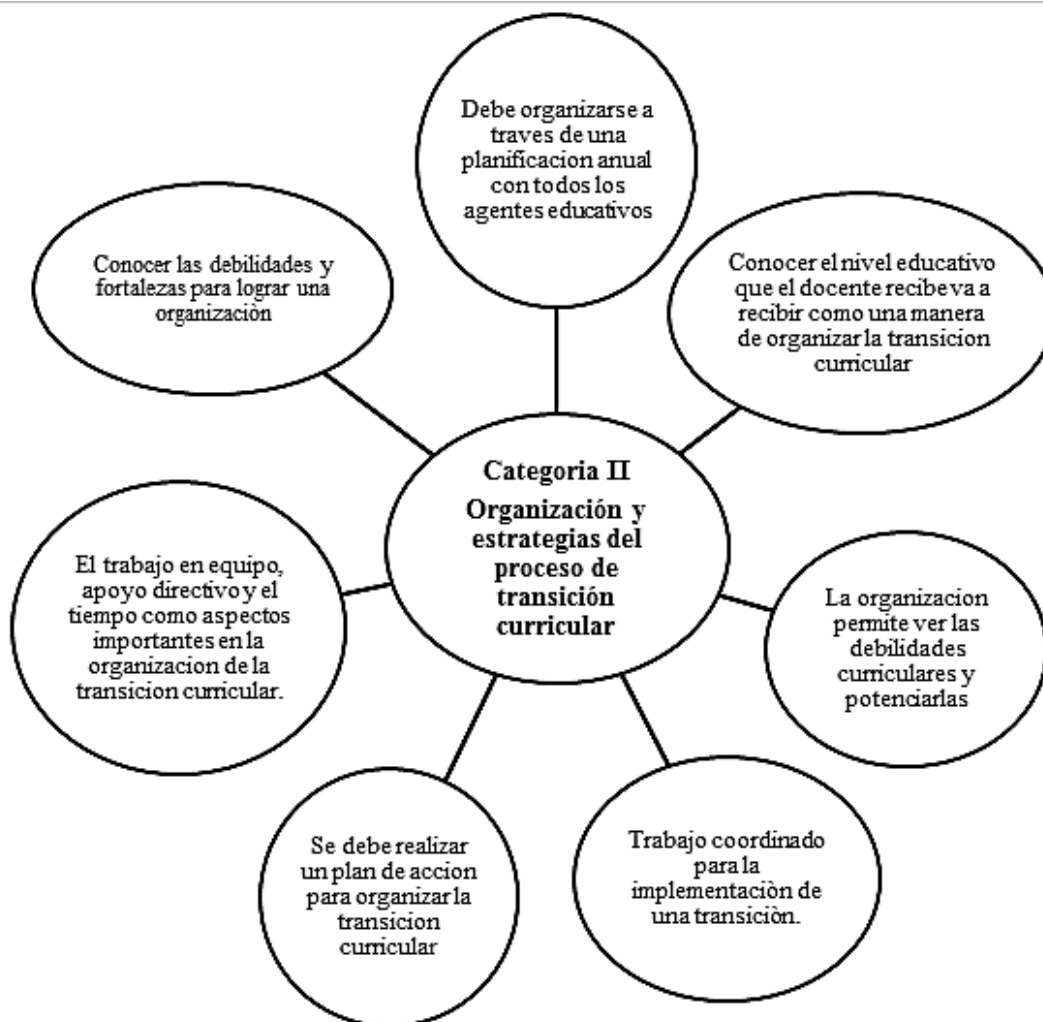 Debe organizarse a
traves de una
planificacion anual
con todos los
agentes educativos
Conocer las debilidades y
fortalezas para lograr una
organizaciòn
Conocer el nivel educativo
que el docente recibe va a
recibir como una manera
de organizar la transicion
curricular
Categoria II
Organización y
estrategias del
proceso de
transición
curricular
El trabajo en equipo,
apoyo directivo y el
tiempo como aspectos
importantes en la
organizacion de la
transicion curricular.
La organizacion
permite ver las
debilidades
curriculares y
potenciarlas
Se debe realizar
un plan de accion
para organizar la
transicion
curricular
Trabajo coordinado
para la
implementaciòn de
una transiciòn.